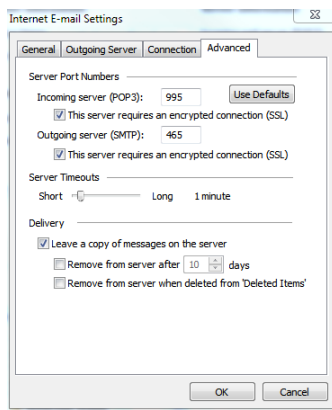 Internet E-mail Settings
General Outgoing Server Connection Advanced
Server Port Numbers
Incoming server (POP3): 995 Use Defaults
This server requires an encrypted connection (SSL)
Outgoing server (SMTP): 465
This server requires an encrypted connection (SSL)
Server Timeouts
Short Long 1 minute
Delivery
Leave a copy of messages on the server
Remove from server after 10 days
Remove from server when deleted from 'Deleted Items'
OK Cancel